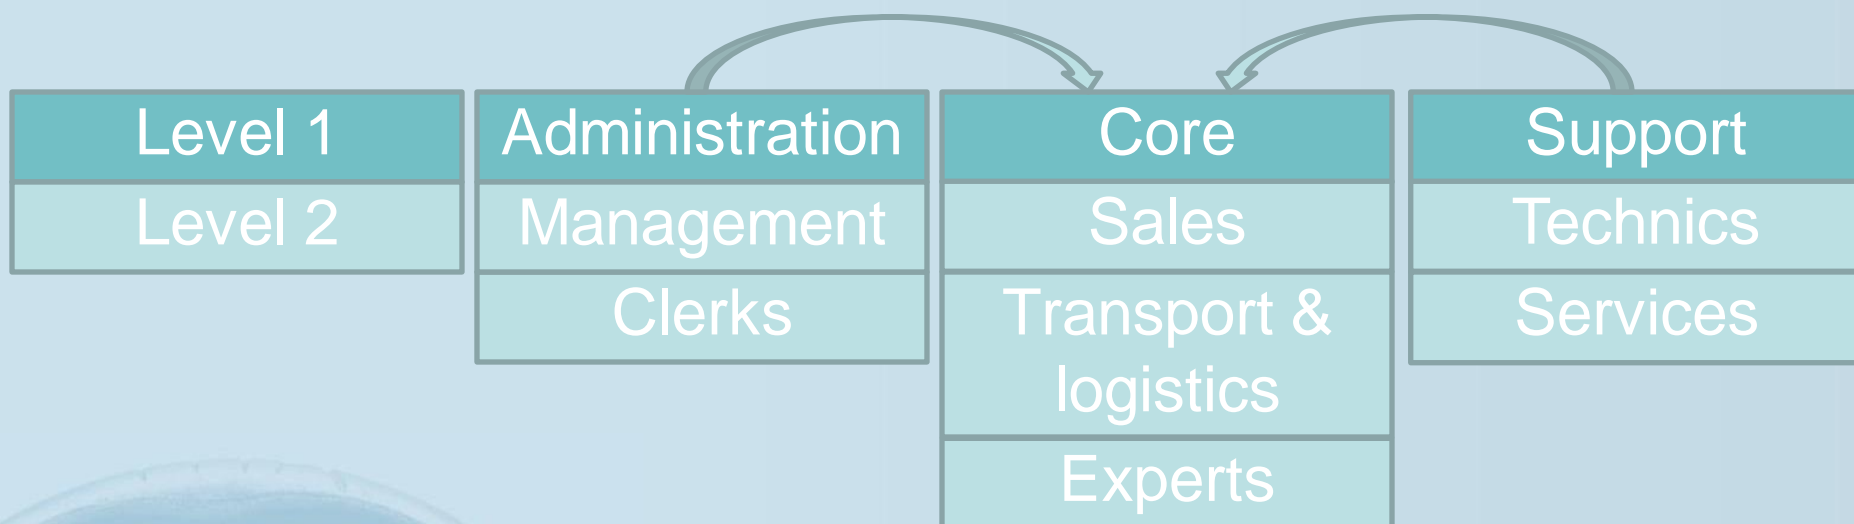 Level 1
Administration
Core
Support
Level 2
Management
Sales
Technics
Clerks
Transport &
logistics
Services
Experts